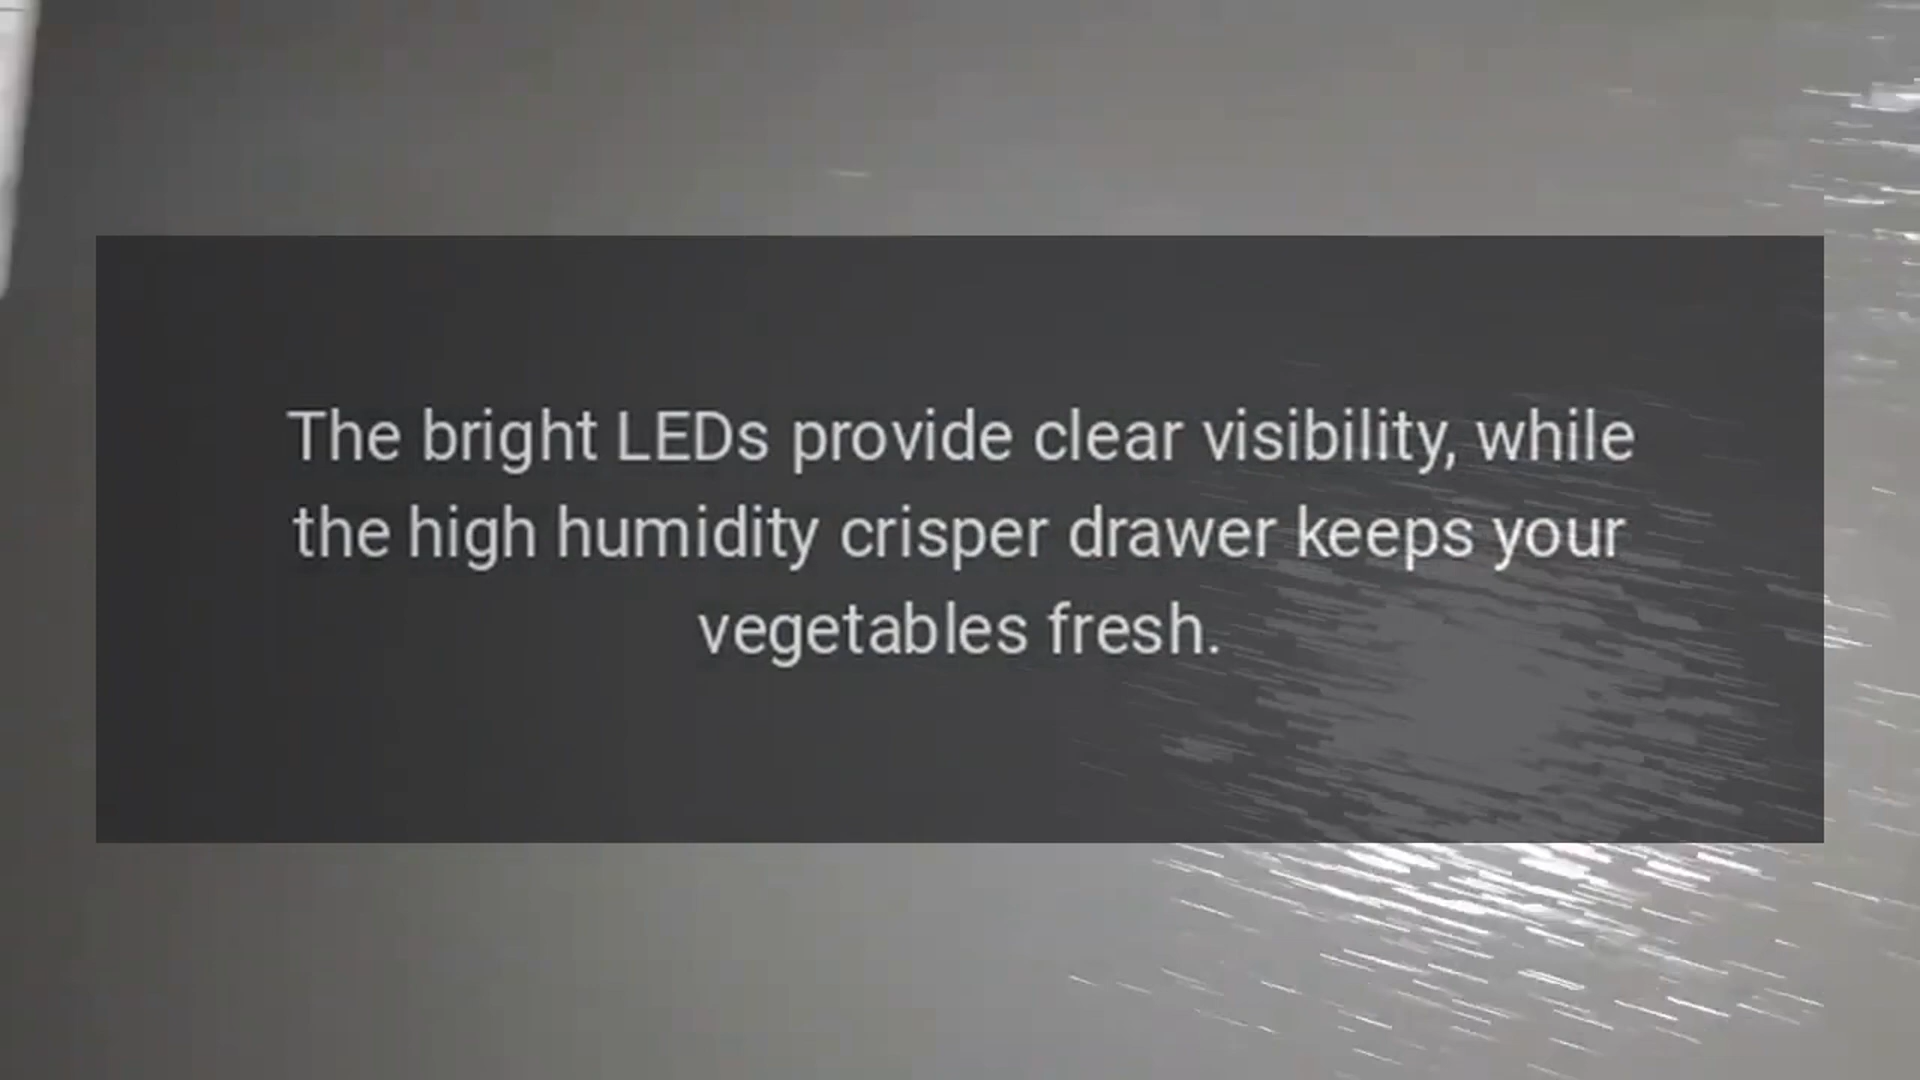 The bright LEDs provide clear visibility, while
the high humidity crisper drawer keeps your
vegetables fresh.